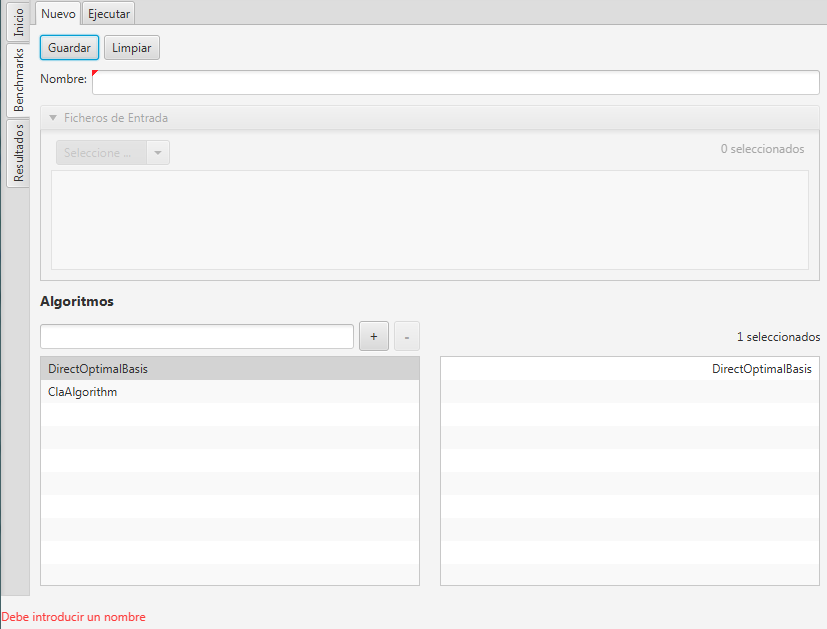 Inicio
Benchmarks
Resultados
Nuevo Ejecutar
Guardar Limpiar
Nombre:
Ficheros de Entrada
Seleccione ... 0 seleccionados
Algoritmos
+ - 1 seleccionados
DirectOptimalBasis DirectOptimalBasis
ClaAlgorithm
Debe introducir un nombre